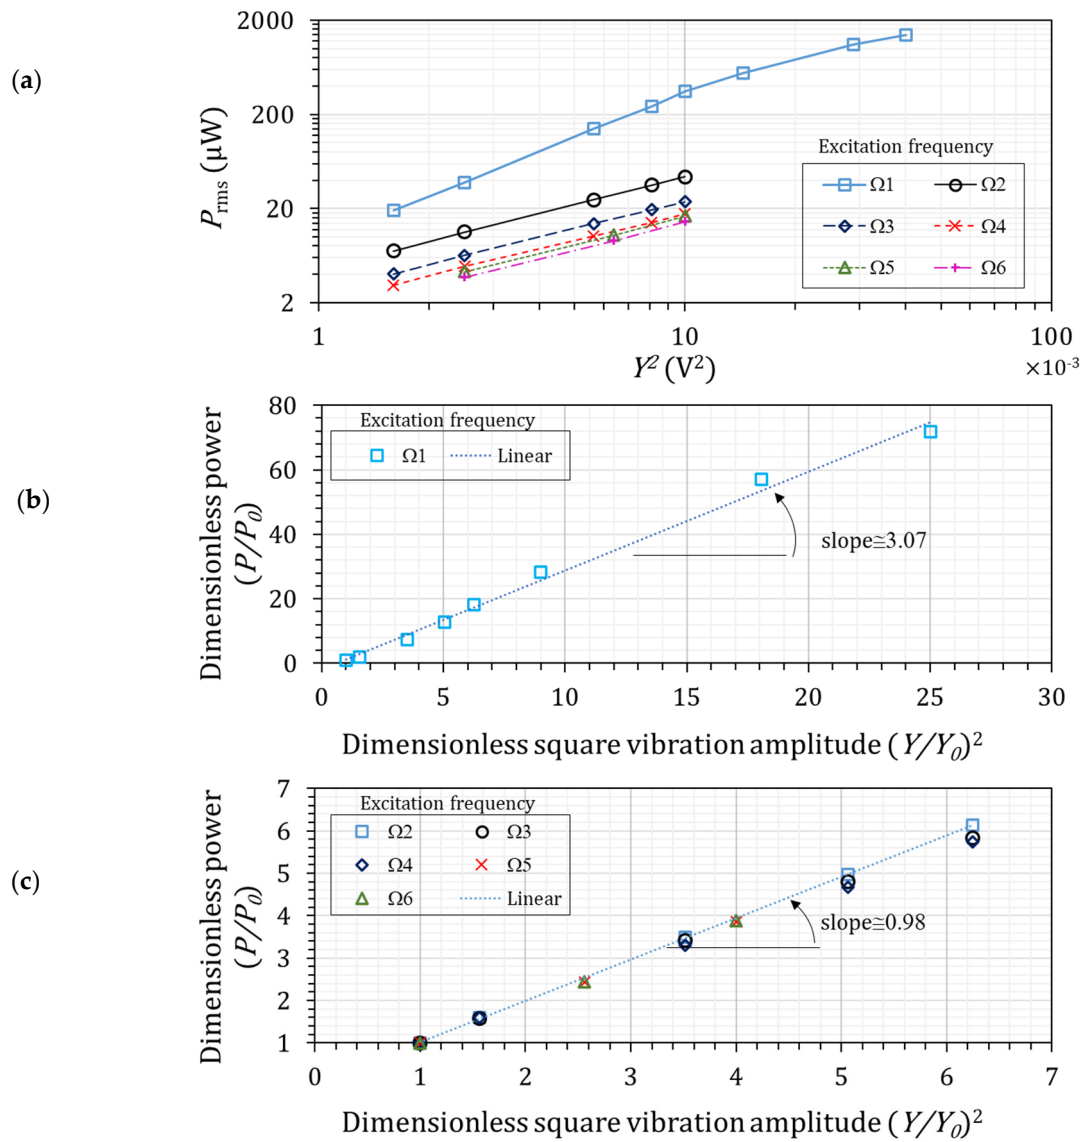 (a)
P_rms (μW)
2000
200
20
2
1 10 100
Y² (V²)
×10⁻³
Excitation frequency
Ω1 Ω2
Ω3 Ω4
Ω5 Ω6
(b)
Dimensionless power
(P/P₀)
80
60
40
20
0
0 5 10 15 20 25 30
Excitation frequency
Ω1 Linear
slope≅3.07
Dimensionless square vibration amplitude (Y/Y₀)²
(c)
Dimensionless power
(P/P₀)
7
6
5
4
3
2
1
0 1 2 3 4 5 6 7
Excitation frequency
Ω2 Ω3
Ω4 Ω5
Ω6 Linear
slope≅0.98
Dimensionless square vibration amplitude (Y/Y₀)²